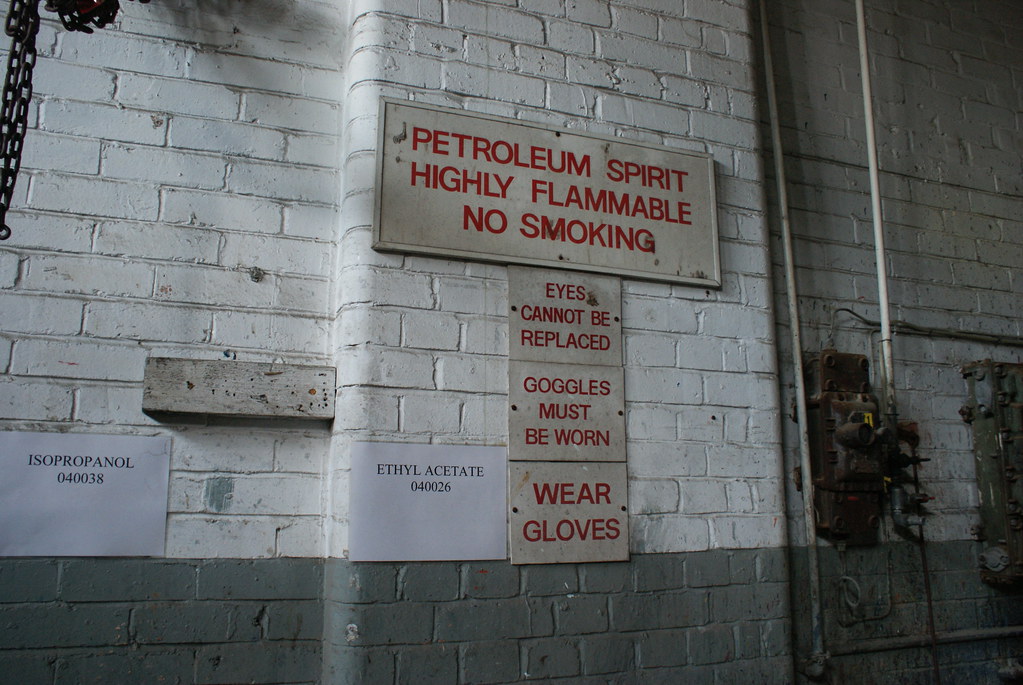 PETROLEUM SPIRIT
HIGHLY FLAMMABLE
NO SMOKING
EYES
CANNOT BE
REPLACED
GOGGLES
MUST
BE WORN
WEAR
GLOVES
ISOPROPANOL
040038
ETHYL ACETATE
040026